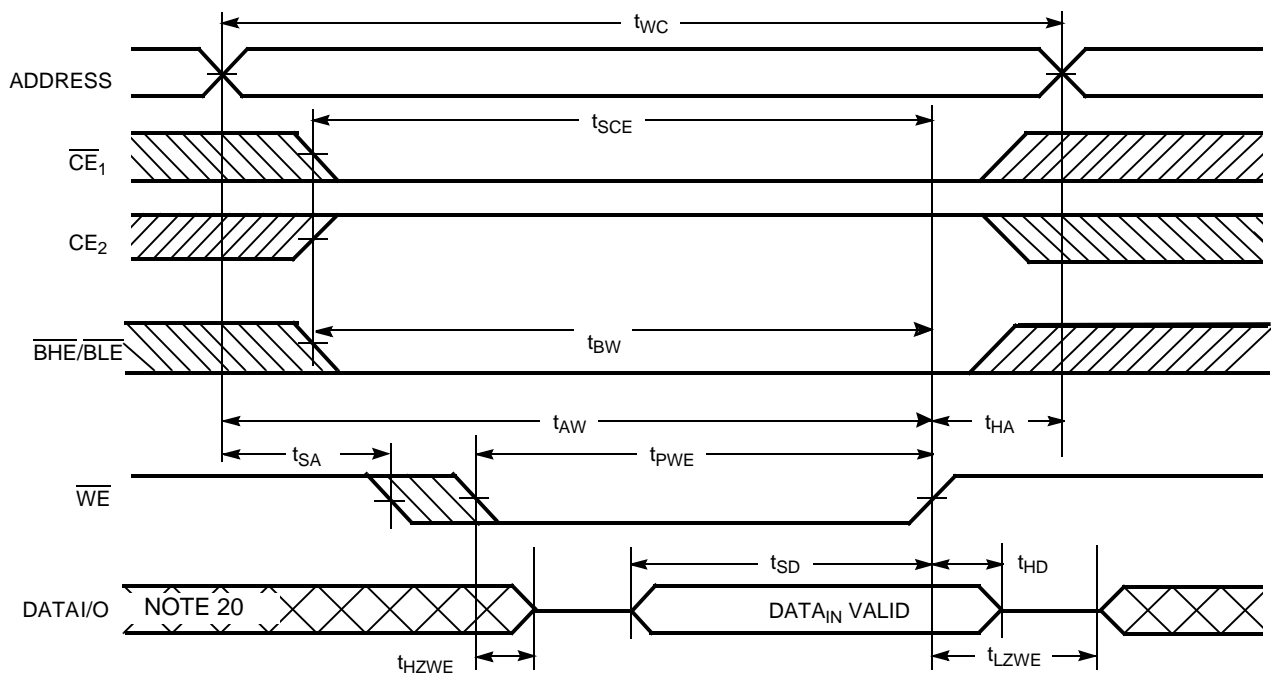 tWC
ADDRESS
tSCE
CE1
CE2
tBW
BHE/BLE
tAW
tHA
tSA
tPWE
WE
tSD
tHD
DATAI/O
NOTE 20
DATAIN VALID
tHZWE
tLZWE